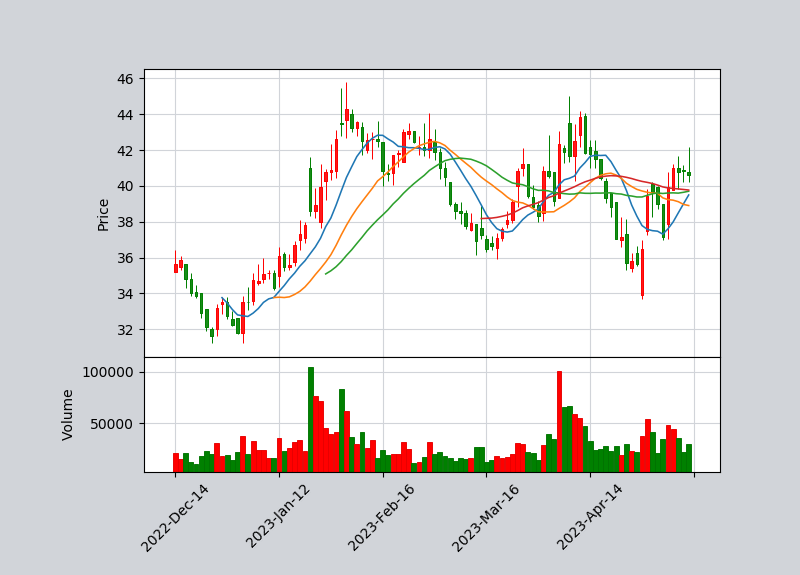 46
44
42
40
38
36
34
32
Price
100000
50000
Volume
2022-Dec-14
2023-Jan-12
2023-Feb-16
2023-Mar-16
2023-Apr-14